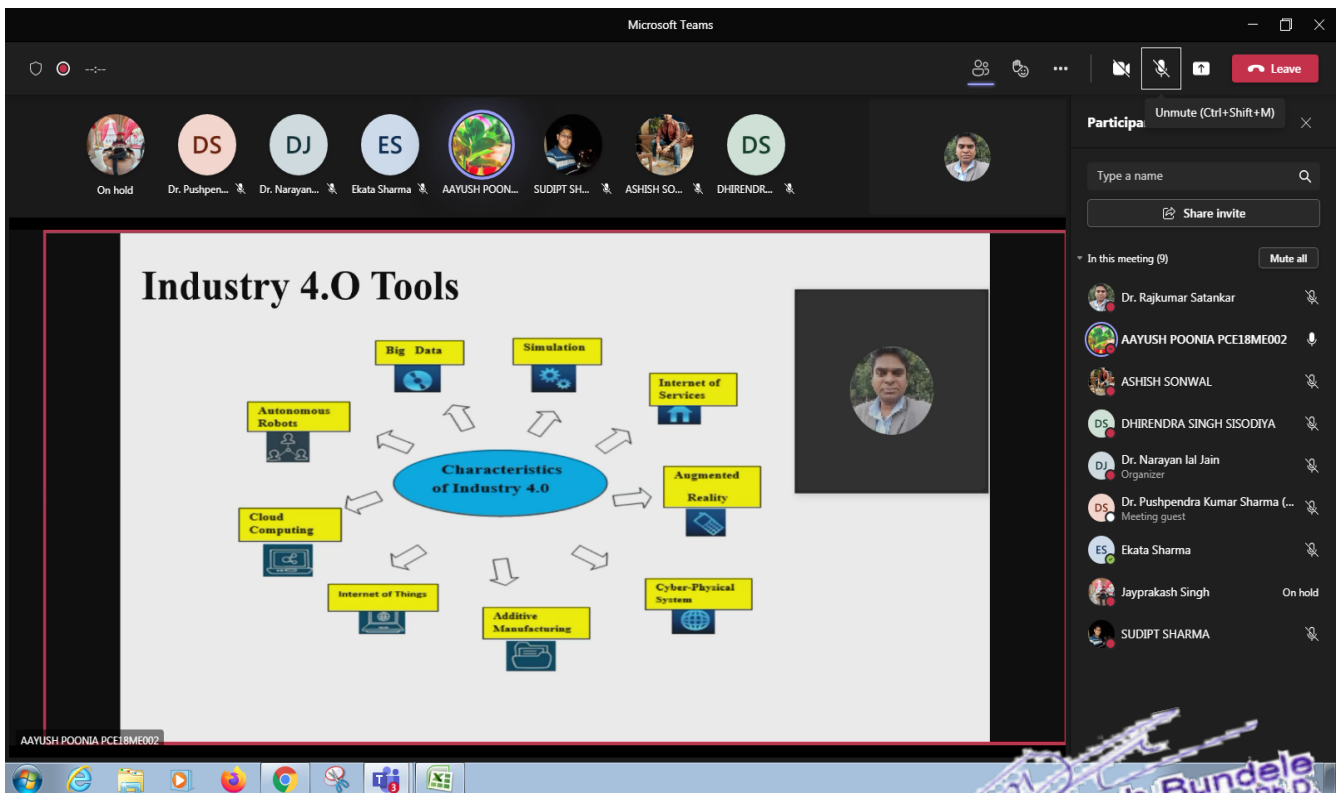 Microsoft Teams
--:--
Leave
Unmute (Ctrl+Shift+M)
Participa
DS
DJ
ES
DS
On hold
Dr. Pushpen...
Dr. Narayan...
Ekata Sharma
AAYUSH POON...
SUDIPT SH...
ASHISH SO...
DHIRENDR...
Type a name
Share invite
In this meeting (9)
Mute all
Dr. Rajkumar Satankar
AAYUSH POONIA PCE18ME002
ASHISH SONWAL
DS
DHIRENDRA SINGH SISODIYA
DJ
Dr. Narayan lal Jain
Organizer
DS
Dr. Pushpendra Kumar Sharma (...
Meeting guest
ES
Ekata Sharma
Jayprakash Singh
On hold
SUDIPT SHARMA
Industry 4.O Tools
Big Data
Simulation
Internet of
Services
Autonomous
Robots
Characteristics
of Industry 4.0
Augmented
Reality
Cloud
Computing
Internet of Things
Additive
Manufacturing
Cyber-Physical
System
AAYUSH POONIA PCE18ME002
Bundele